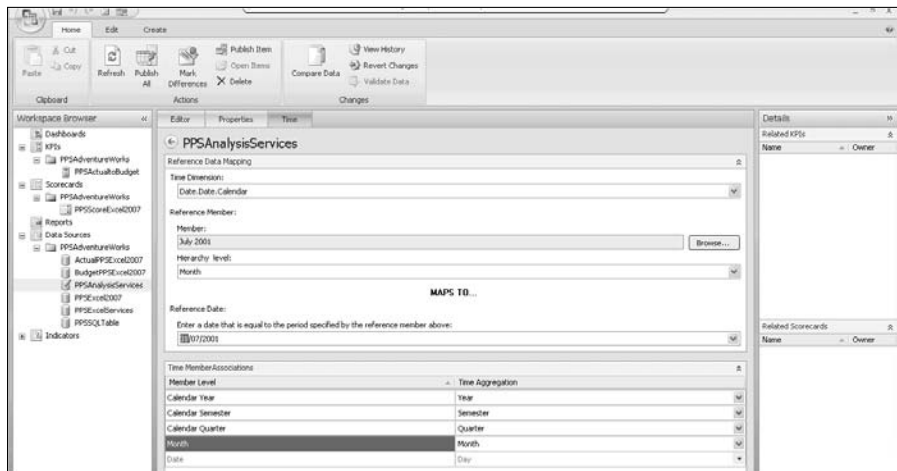 Home Edit Create
Cut
Copy
Paste
Refresh
Publish All
Mark Differences
Publish Item
Open Items
Delete
Compare Data
View History
Revert Changes
Validate Data
Clipboard Actions Changes
Workspace Browser
Dashboards
KPIs
PPSAdventureWorks
PPSActualtoBudget
Scorecards
PPSAdventureWorks
PPSScoreExcel2007
Reports
Data Sources
PPSAdventureWorks
ActualPPSExcel2007
BudgetPPSExcel2007
PPSAnalysisServices
PPSExcel2007
PPSExcelServices
PPSSQLTable
Indicators
Editor Properties Time
PPSAnalysisServices
Reference Data Mapping
Time Dimension:
Date.Date.Calendar
Reference Member:
Member:
July 2001
Browse...
Hierarchy level:
Month
MAPS TO...
Reference Date:
Enter a date that is equal to the period specified by the reference member above:
/07/2001
Time MemberAssociations
Member Level Time Aggregation
Calendar Year Year
Calendar Semester Semester
Calendar Quarter Quarter
Month Month
Date Day
Details
Related KPIs
Name Owner
Related Scorecards
Name Owner